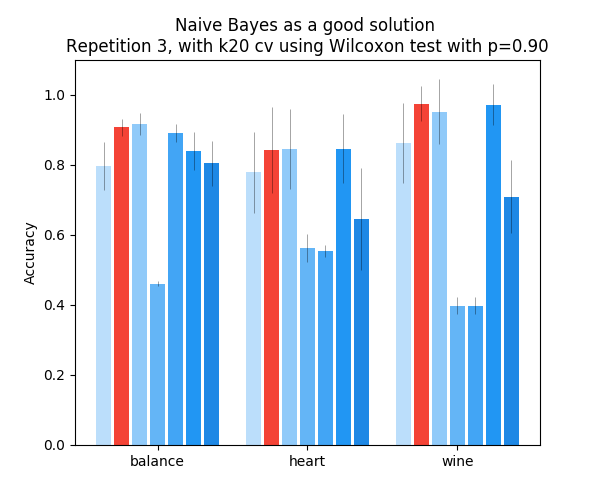 Naive Bayes as a good solution
Repetition 3, with k20 cv using Wilcoxon test with p=0.90
Accuracy
1.0
0.8
0.6
0.4
0.2
0.0
balance heart wine